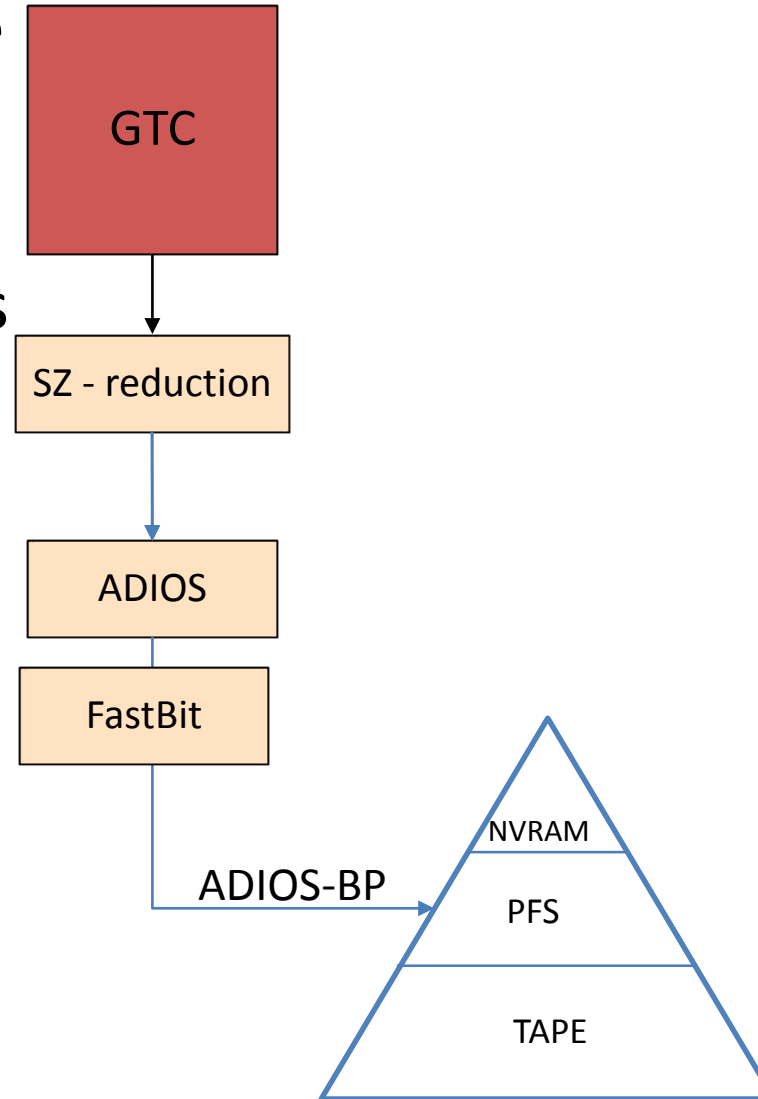 GTC
SZ - reduction
ADIOS
FastBit
NVRAM
ADIOS-BP
PFS
TAPE